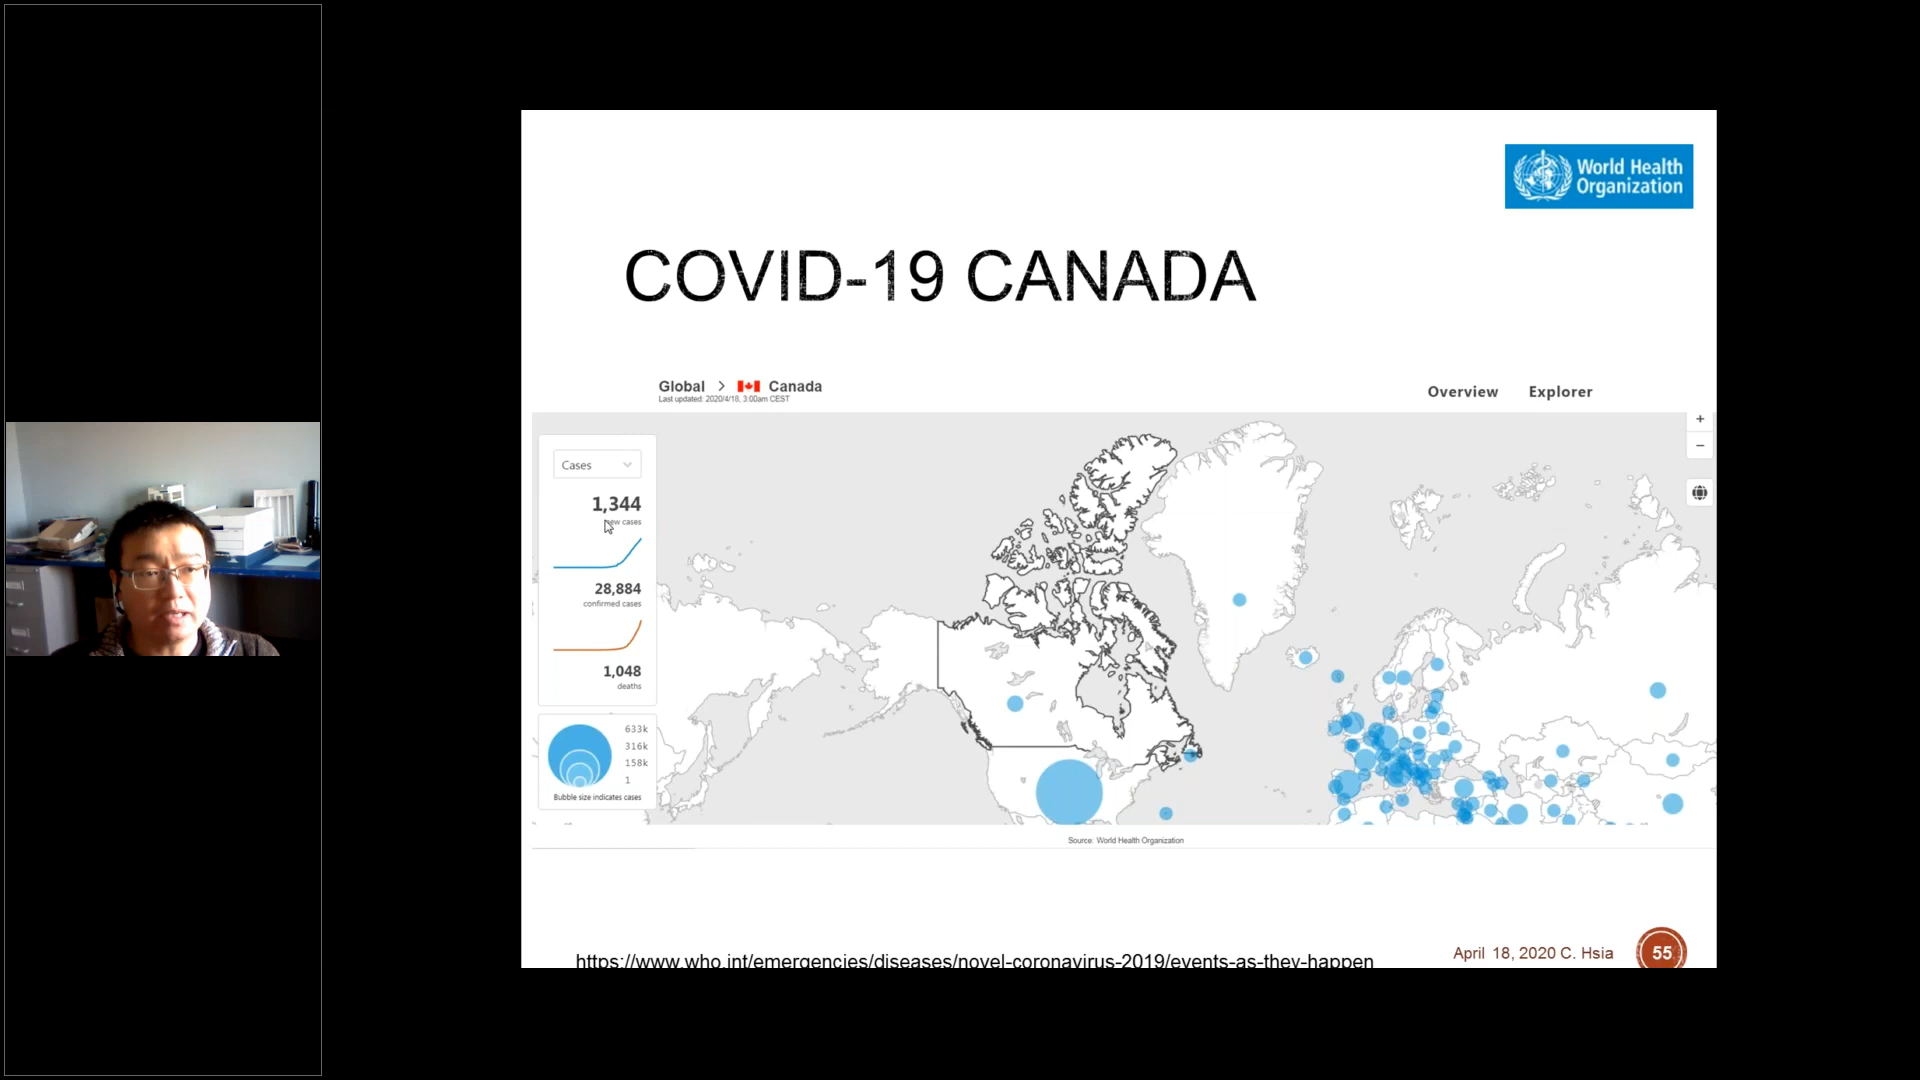 World Health
Organization
COVID-19 CANADA
Global > Canada
Last updated: 2020/4/18, 3:00am CEST
Overview Explorer
+
−
Cases
1,344
new cases
28,884
confirmed cases
1,048
deaths
633k
316k
158k
1
Bubble size indicates cases
Source: World Health Organization
https://www.who.int/emergencies/diseases/novel-coronavirus-2019/events-as-they-happen
April 18, 2020 C. Hsia
55